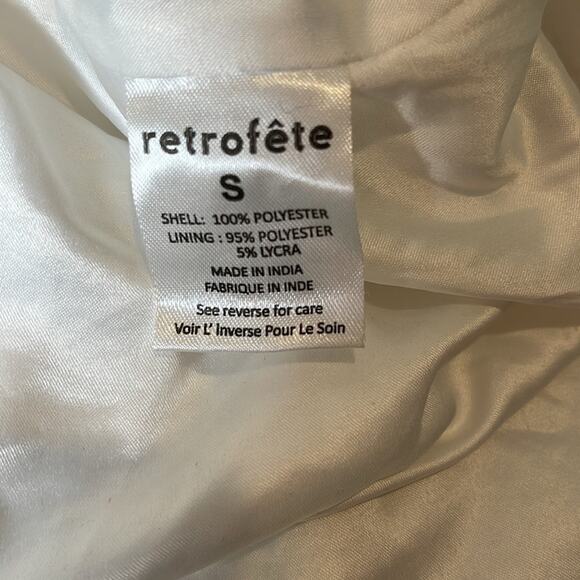 retrofête
S
SHELL: 100% POLYESTER
LINING : 95% POLYESTER
5% LYCRA
MADE IN INDIA
FABRIQUE IN INDE
See reverse for care
Voir L' Inverse Pour Le Soin